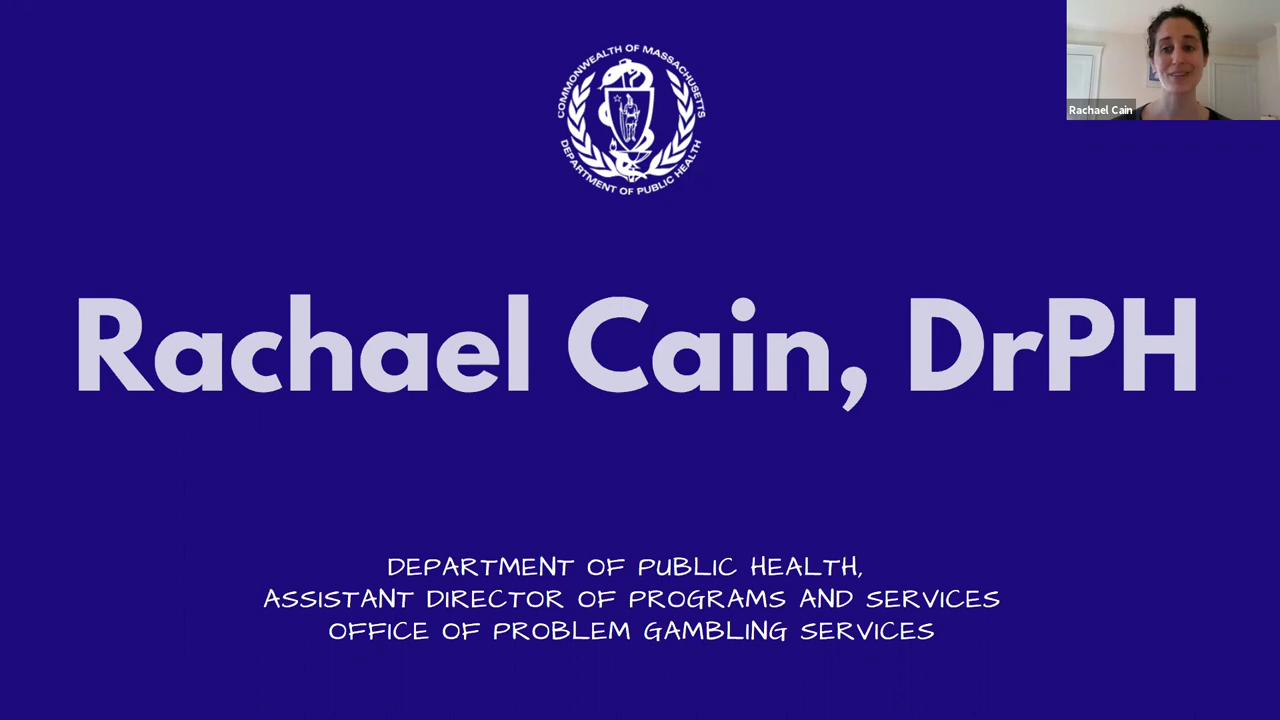 COMMONWEALTH OF MASSACHUSETTS
DEPARTMENT OF PUBLIC HEALTH
Rachael Cain
Rachael Cain, DrPH
DEPARTMENT OF PUBLIC HEALTH,
ASSISTANT DIRECTOR OF PROGRAMS AND SERVICES
OFFICE OF PROBLEM GAMBLING SERVICES